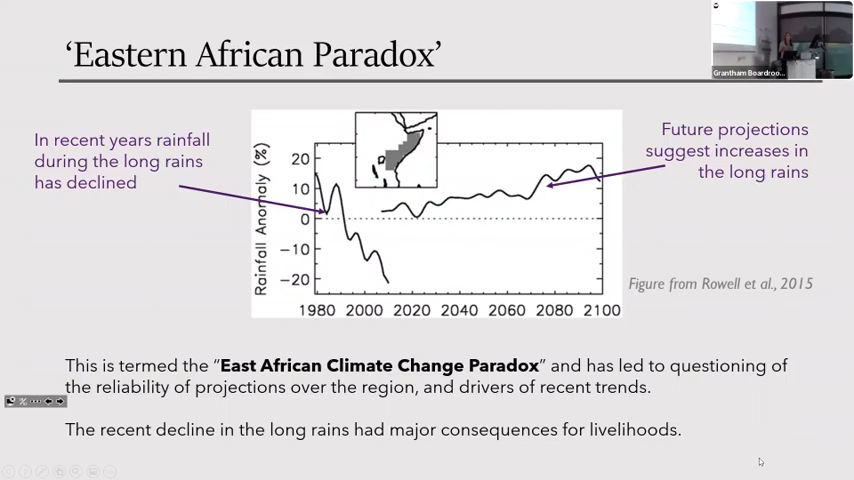 ‘Eastern African Paradox’
Grantham Boardroo...
In recent years rainfall
during the long rains
has declined
Future projections
suggest increases in
the long rains
Rainfall Anomaly (%)
20
10
0
−10
−20
1980 2000 2020 2040 2060 2080 2100
Figure from Rowell et al., 2015
This is termed the “East African Climate Change Paradox” and has led to questioning of
the reliability of projections over the region, and drivers of recent trends.
The recent decline in the long rains had major consequences for livelihoods.